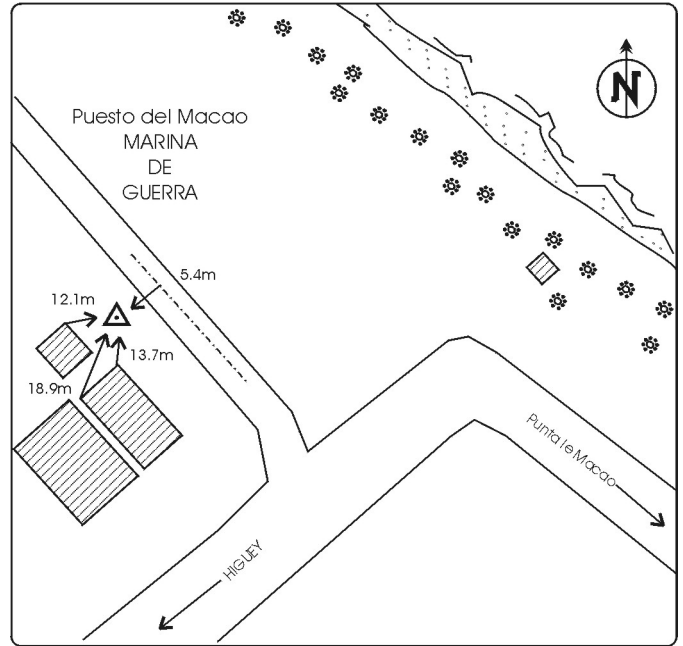 N
Puesto del Macao
MARINA
DE
GUERRA
5.4m
12.1m
13.7m
18.9m
Punta le Macao
HIGUEY